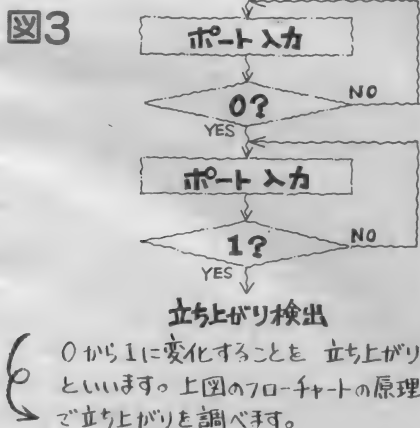 図3
ポート入力
0?
NO
YES
ポート入力
1?
NO
YES
立ち上がり検出
0から1に変化することを 立ち上がり
といいます。上図のフローチャートの原理
で立ち上がりを調べます。